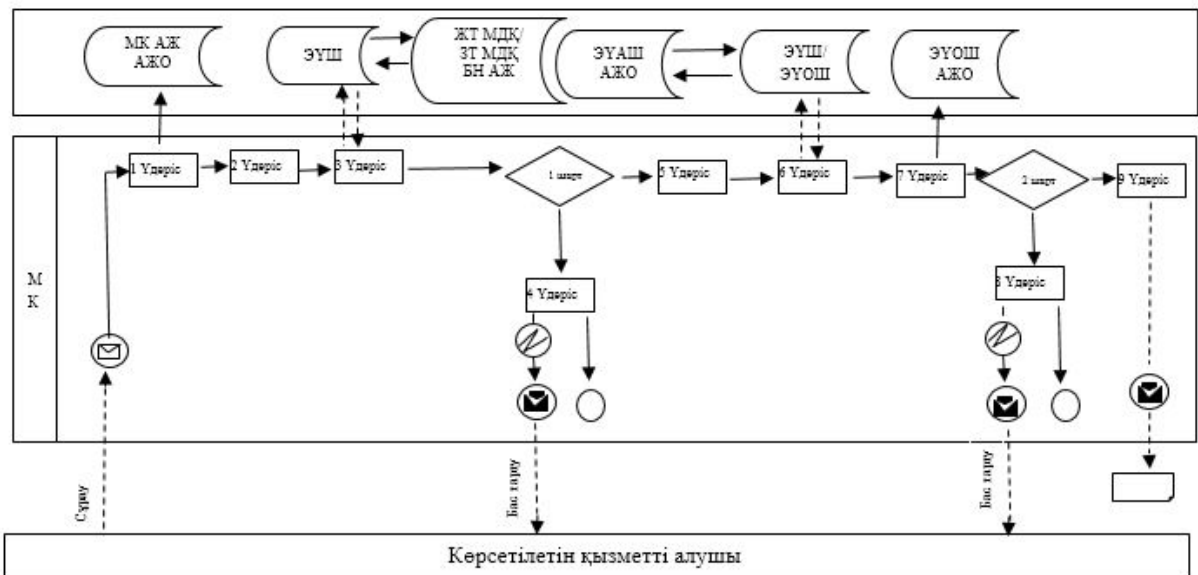 МК АЖ
АЖО
ЭҮШ
ЖТ МДҚ/
ЗТ МДҚ
БН АЖ
ЭҮАШ
АЖО
ЭҮШ/
ЭҮОШ
ЭҮОШ
АЖО
1 Үдеріс
2 Үдеріс
3 Үдеріс
1 шарт
5 Үдеріс
6 Үдеріс
7 Үдеріс
2 шарт
9 Үдеріс
М
К
4 Үдеріс
8 Үдеріс
Сұрау
Бас тарту
Бас тарту
Көрсетілетін қызметті алушы